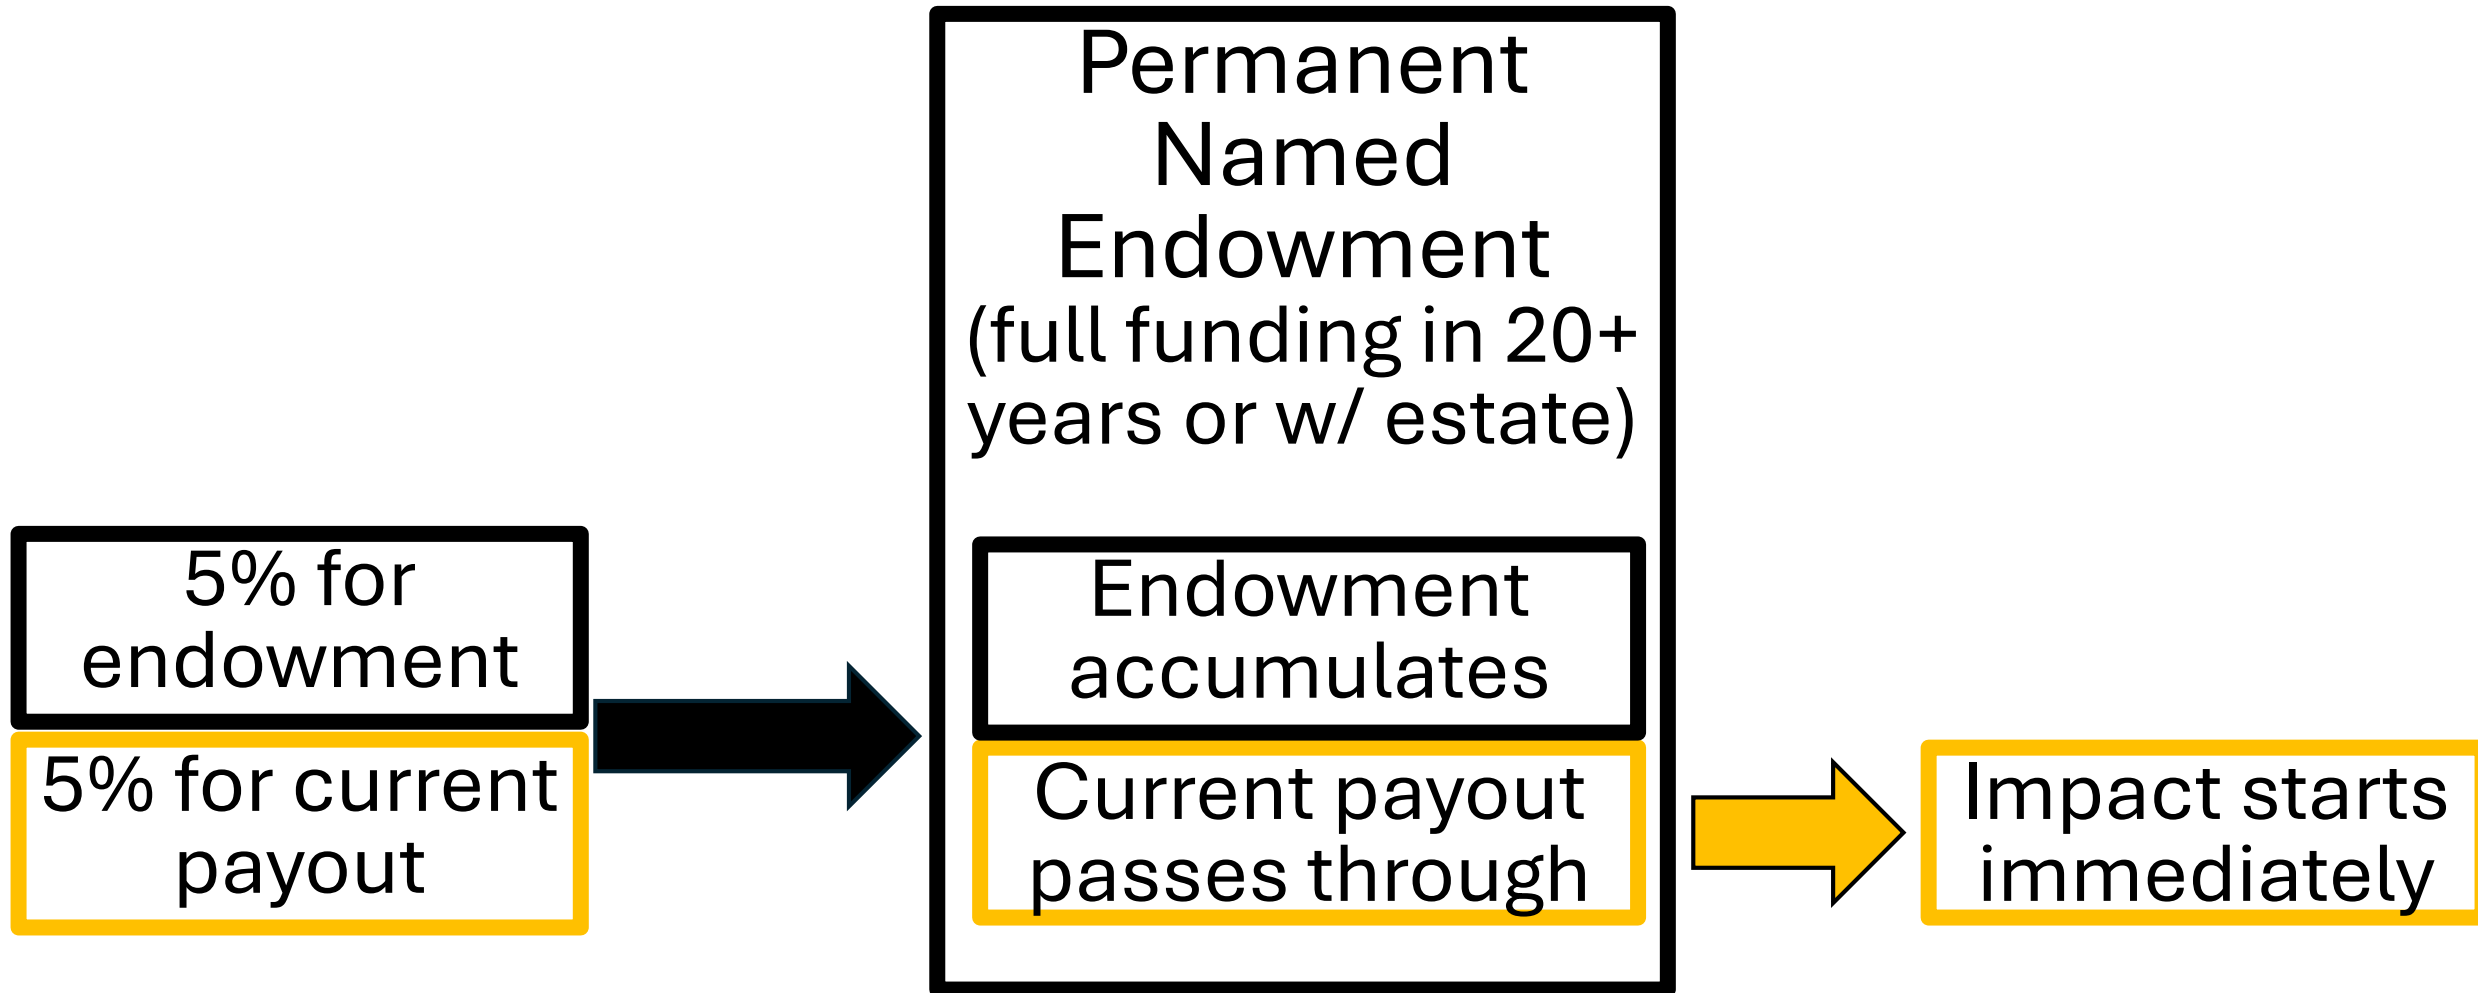 Permanent
Named
Endowment
(full funding in 20+
years or w/ estate)
5% for
endowment
5% for current
payout
Endowment
accumulates
Current payout
passes through
Impact starts
immediately